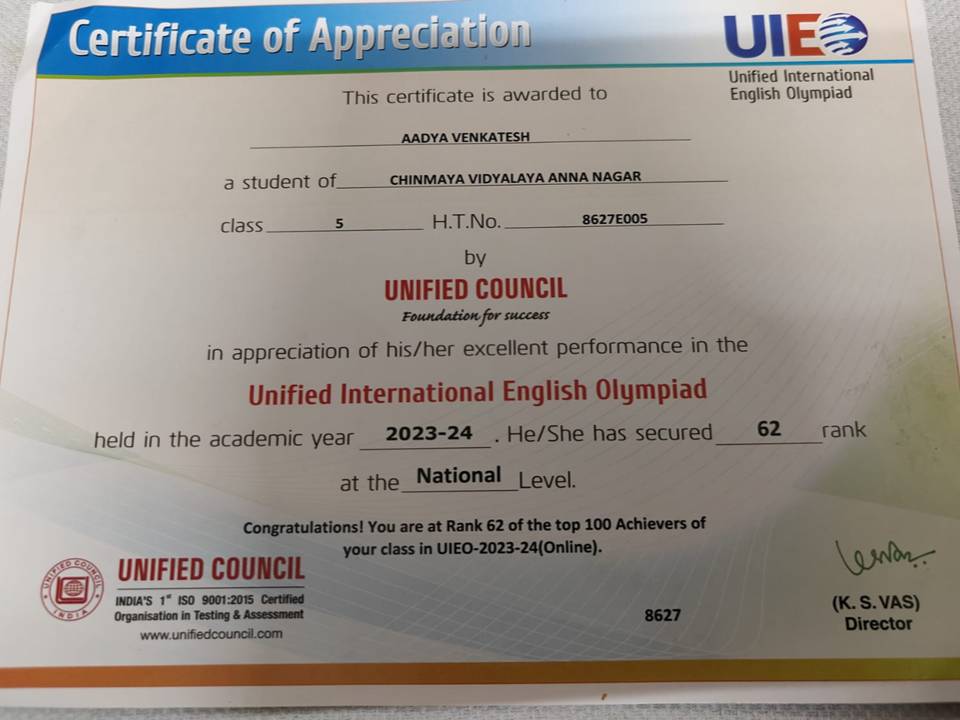 Certificate of Appreciation
UIEO
Unified International
English Olympiad
This certificate is awarded to
AADYA VENKATESH
a student of CHINMAYA VIDYALAYA ANNA NAGAR
class 5 H.T.No. 8627E005
by
UNIFIED COUNCIL
Foundation for success
in appreciation of his/her excellent performance in the
Unified International English Olympiad
held in the academic year 2023-24 . He/She has secured 62 rank
at the National Level.
Congratulations! You are at Rank 62 of the top 100 Achievers of
your class in UIEO-2023-24(Online).
UNIFIED COUNCIL
INDIA
UNIFIED COUNCIL
INDIA'S 1st ISO 9001:2015 Certified
Organisation in Testing & Assessment
www.unifiedcouncil.com
8627
(K. S. VAS)
Director